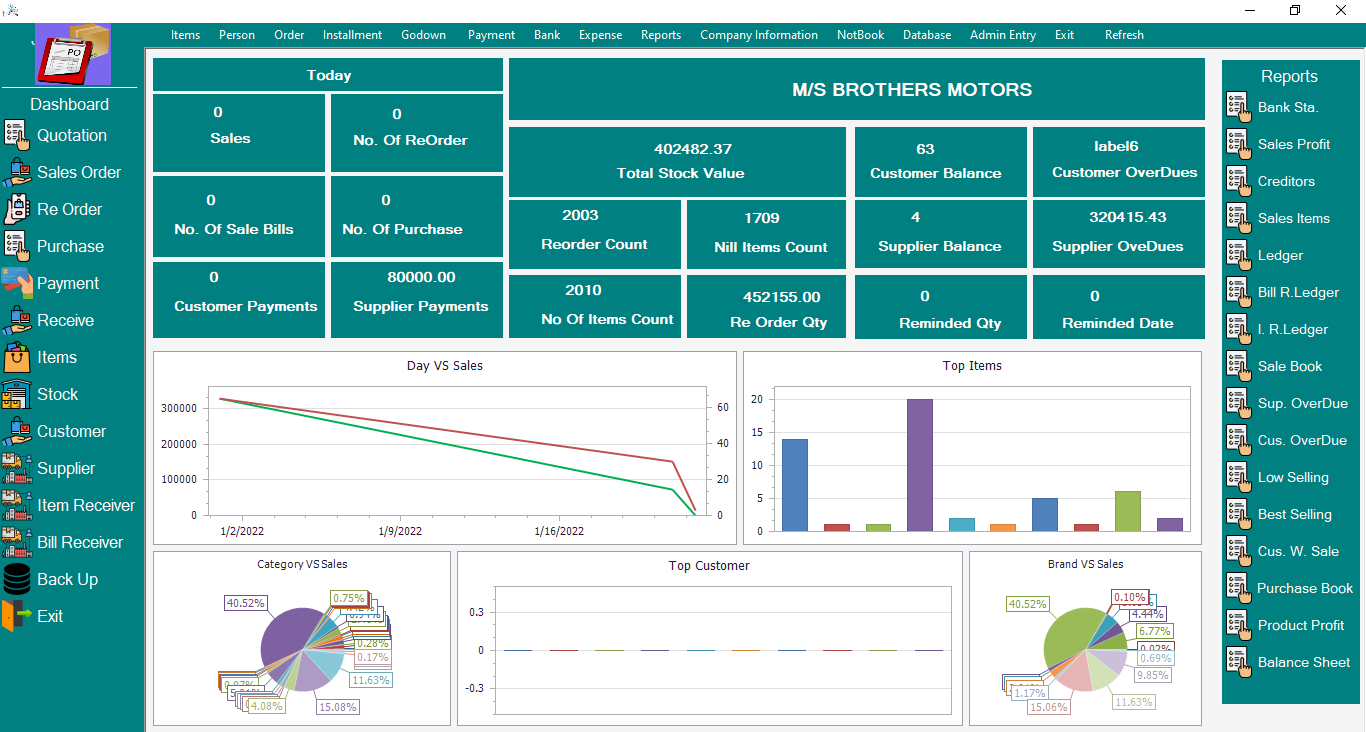 Items Person Order Installment Godown Payment Bank Expense Reports Company Information NotBook Database Admin Entry Exit Refresh
PO
Dashboard
Quotation
Sales Order
Re Order
Purchase
Payment
Receive
Items
Stock
Customer
Supplier
Item Receiver
Bill Receiver
Back Up
Exit
Today
0
Sales
0
No. Of ReOrder
0
No. Of Sale Bills
0
No. Of Purchase
0
Customer Payments
80000.00
Supplier Payments
M/S BROTHERS MOTORS
402482.37
Total Stock Value
63
Customer Balance
label6
Customer OverDues
2003
Reorder Count
1709
Nill Items Count
4
Supplier Balance
320415.43
Supplier OveDues
2010
No Of Items Count
452155.00
Re Order Qty
0
Reminded Qty
0
Reminded Date
Day VS Sales
300000
200000
100000
0
60
40
20
0
1/2/2022 1/9/2022 1/16/2022
Top Items
20
15
10
5
0
Category VS Sales
40.52%
0.75%
0.28%
0.17%
11.63%
15.08%
4.08%
Top Customer
0.3
0
-0.3
Brand VS Sales
40.52%
0.10%
4.44%
6.77%
0.69%
9.85%
11.63%
15.06%
1.17%
Reports
Bank Sta.
Sales Profit
Creditors
Sales Items
Ledger
Bill R.Ledger
I. R.Ledger
Sale Book
Sup. OverDue
Cus. OverDue
Low Selling
Best Selling
Cus. W. Sale
Purchase Book
Product Profit
Balance Sheet